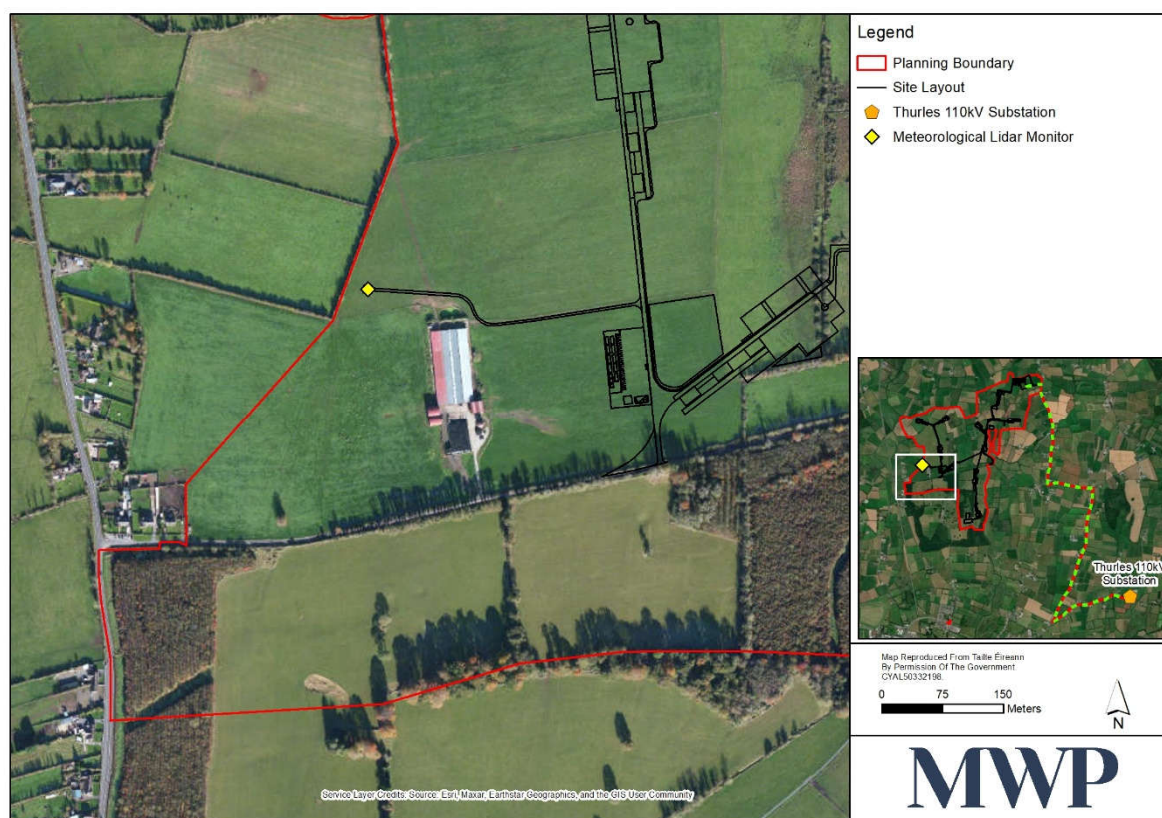 Legend
Planning Boundary
Site Layout
Thurles 110kV Substation
Meteorological Lidar Monitor
Thurles 110kV
Substation
Map Reproduced From Tailte Éireann
By Permission Of The Government
CYAL50332198.
0 75 150
Meters
N
Service Layer Credits: Source: Esri, Maxar, Earthstar Geographics, and the GIS User Community
MWP